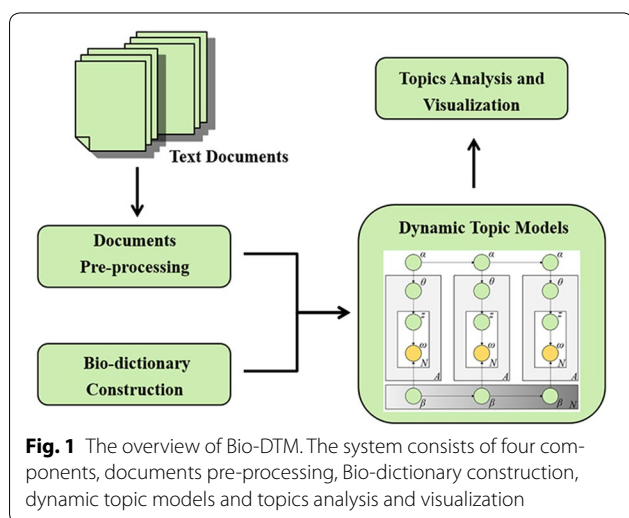 Text Documents
Topics Analysis and
Visualization
Documents
Pre-processing
Bio-dictionary
Construction
Dynamic Topic Models
α α α
θ θ θ
z z z
ω ω ω
N N N
A A A
β β β
N
Fig. 1 The overview of Bio-DTM. The system consists of four com-
ponents, documents pre-processing, Bio-dictionary construction,
dynamic topic models and topics analysis and visualization